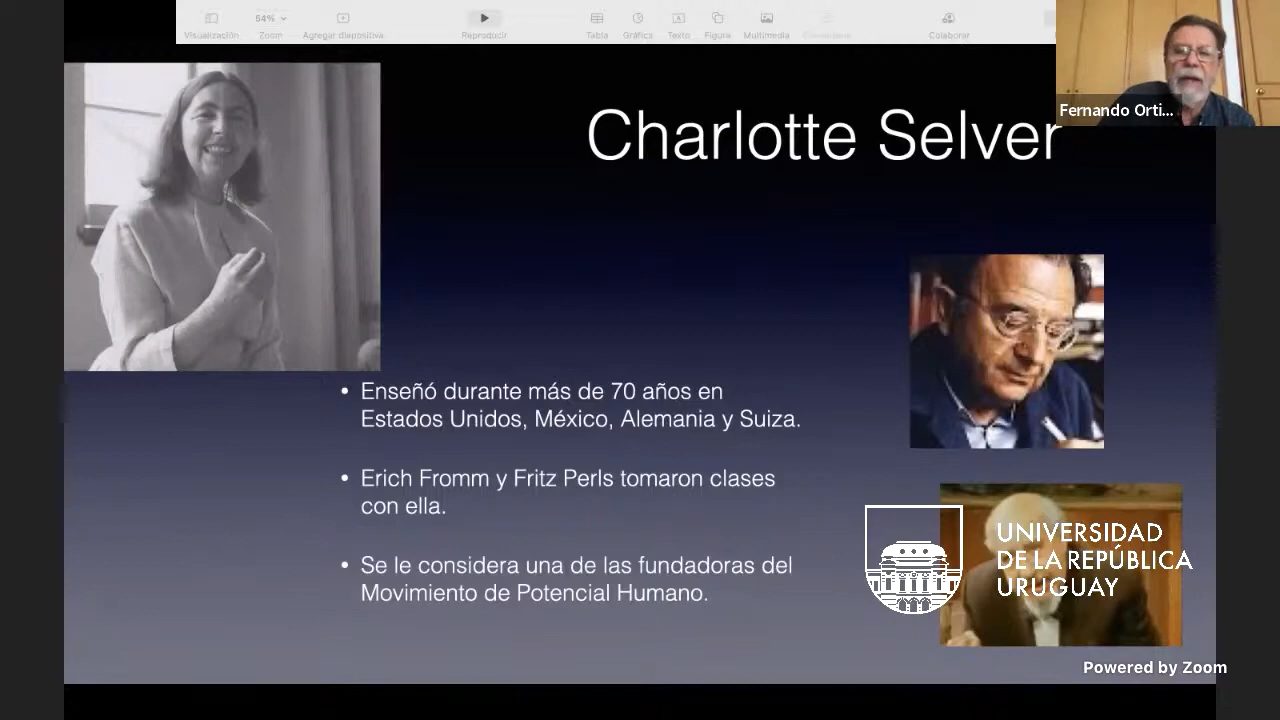 54%
Visualización
Zoom
Agregar diapositiva
Reproducir
Tabla
Gráfica
Texto
Figura
Multimedia
Colaborar
Fernando Orti...
Charlotte Selver
• Enseñó durante más de 70 años en
Estados Unidos, México, Alemania y Suiza.
• Erich Fromm y Fritz Perls tomaron clases
con ella.
• Se le considera una de las fundadoras del
Movimiento de Potencial Humano.
UNIVERSIDAD
DE LA REPÚBLICA
URUGUAY
Powered by Zoom